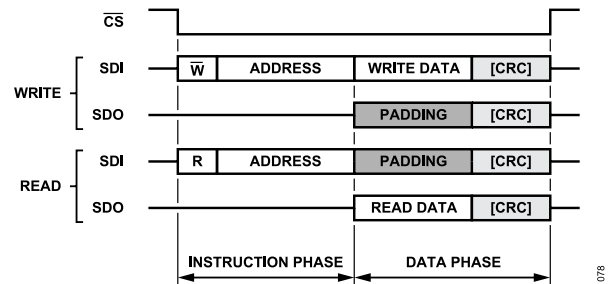 CS
SDI W ADDRESS WRITE DATA [CRC]
WRITE
SDO PADDING [CRC]
SDI R ADDRESS PADDING [CRC]
READ
SDO READ DATA [CRC]
INSTRUCTION PHASE DATA PHASE
078